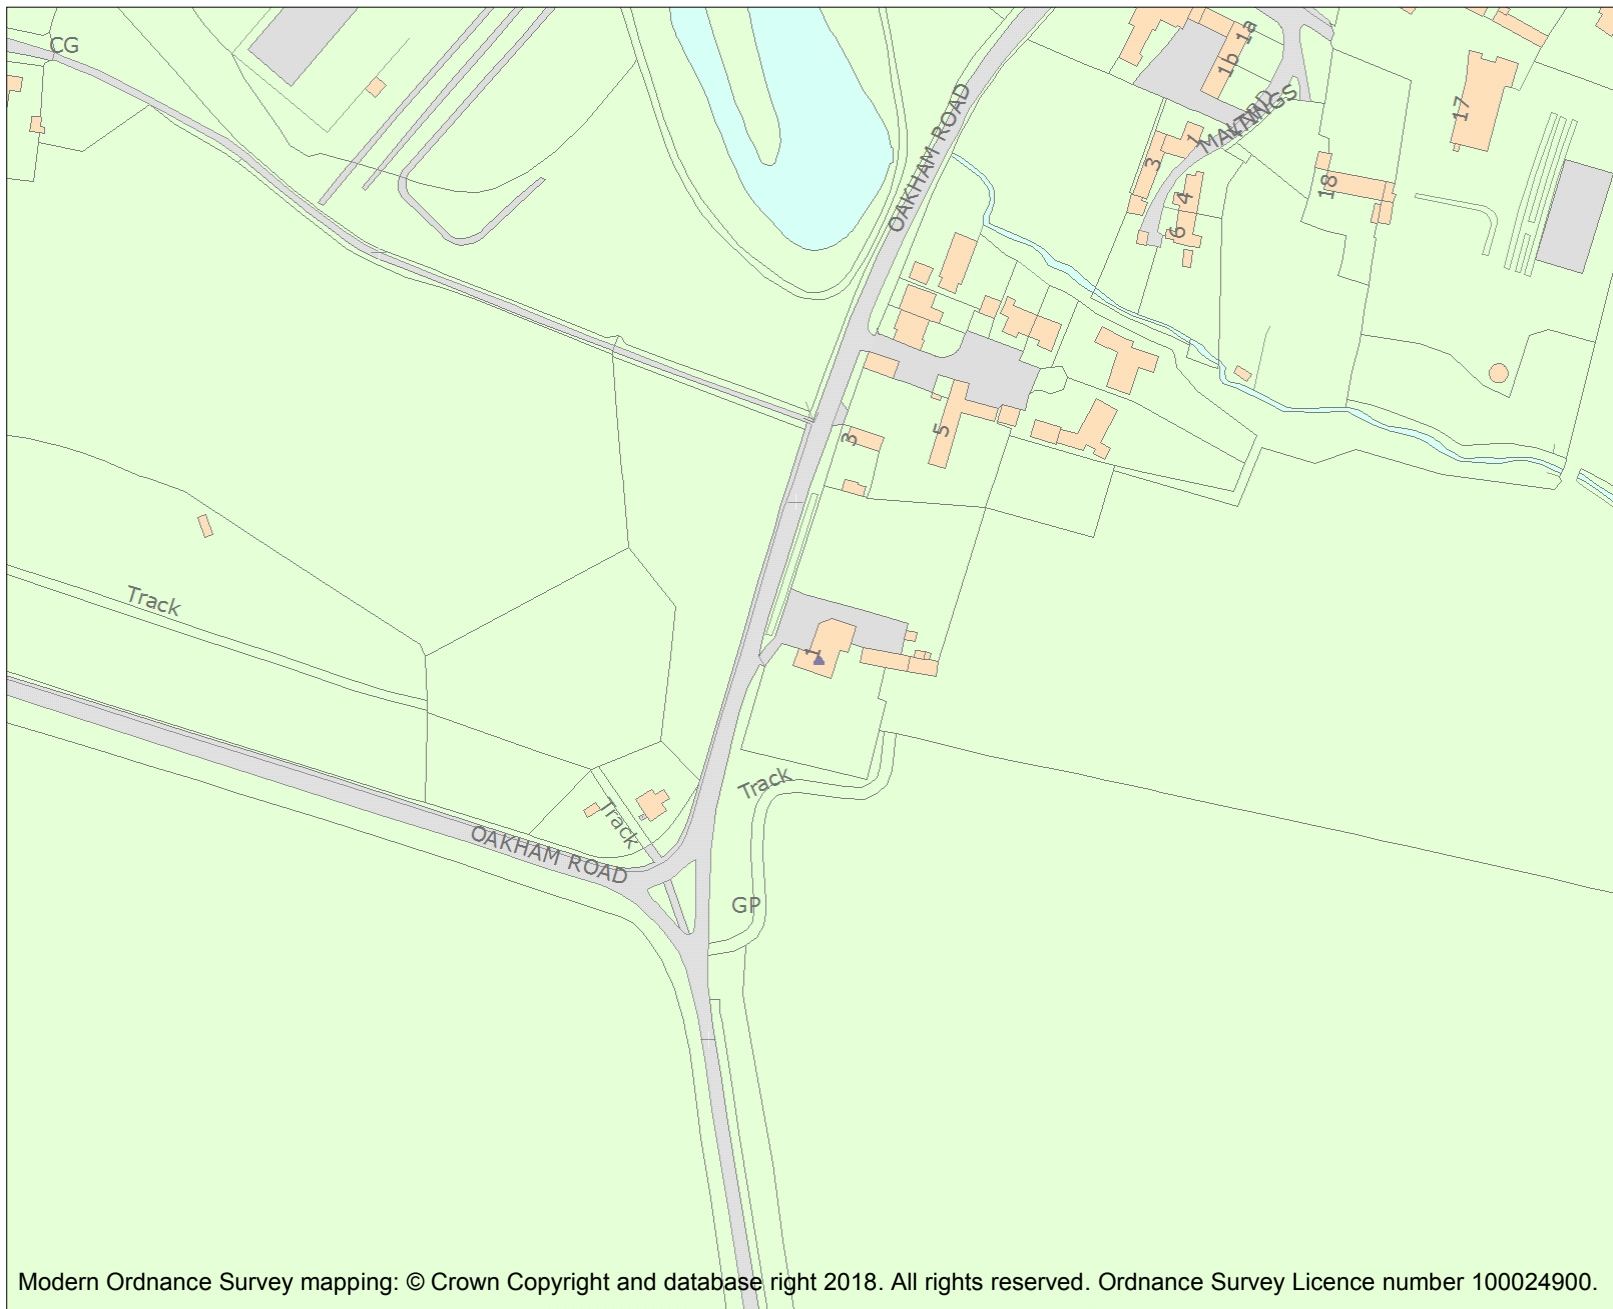 CG
1a
1b
MALTINGS
YARD
17
OAKHAM ROAD
1
3
18
4
6
3
5
Track
1
Track
Track
OAKHAM ROAD
GP
Modern Ordnance Survey mapping: © Crown Copyright and database right 2018. All rights reserved. Ordnance Survey Licence number 100024900.